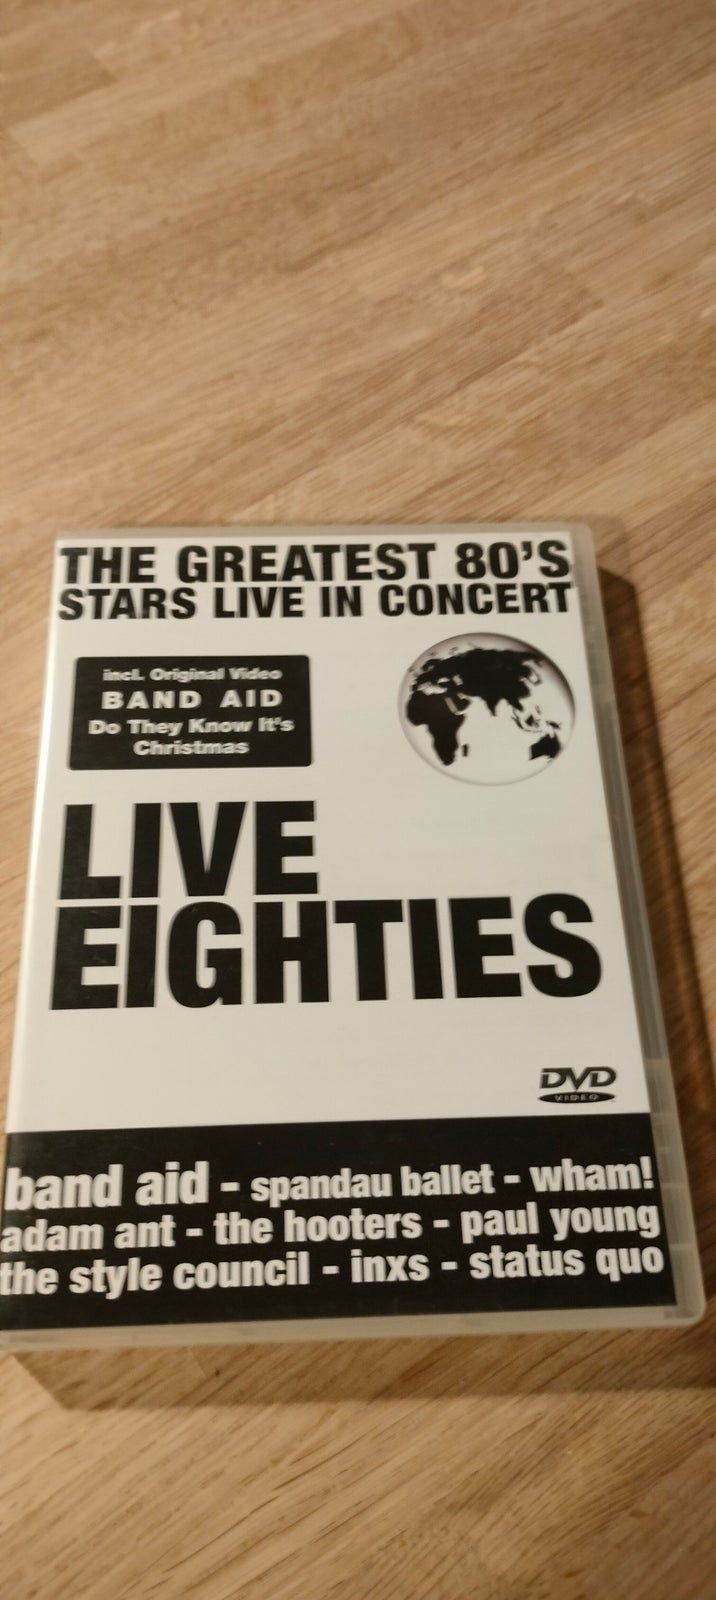 THE GREATEST 80'S
STARS LIVE IN CONCERT
incl. Original Video
BAND AID
Do They Know It's
Christmas
LIVE
EIGHTIES
DVD
VIDEO
band aid - spandau ballet - wham!
adam ant - the hooters - paul young
the style council - inxs - status quo